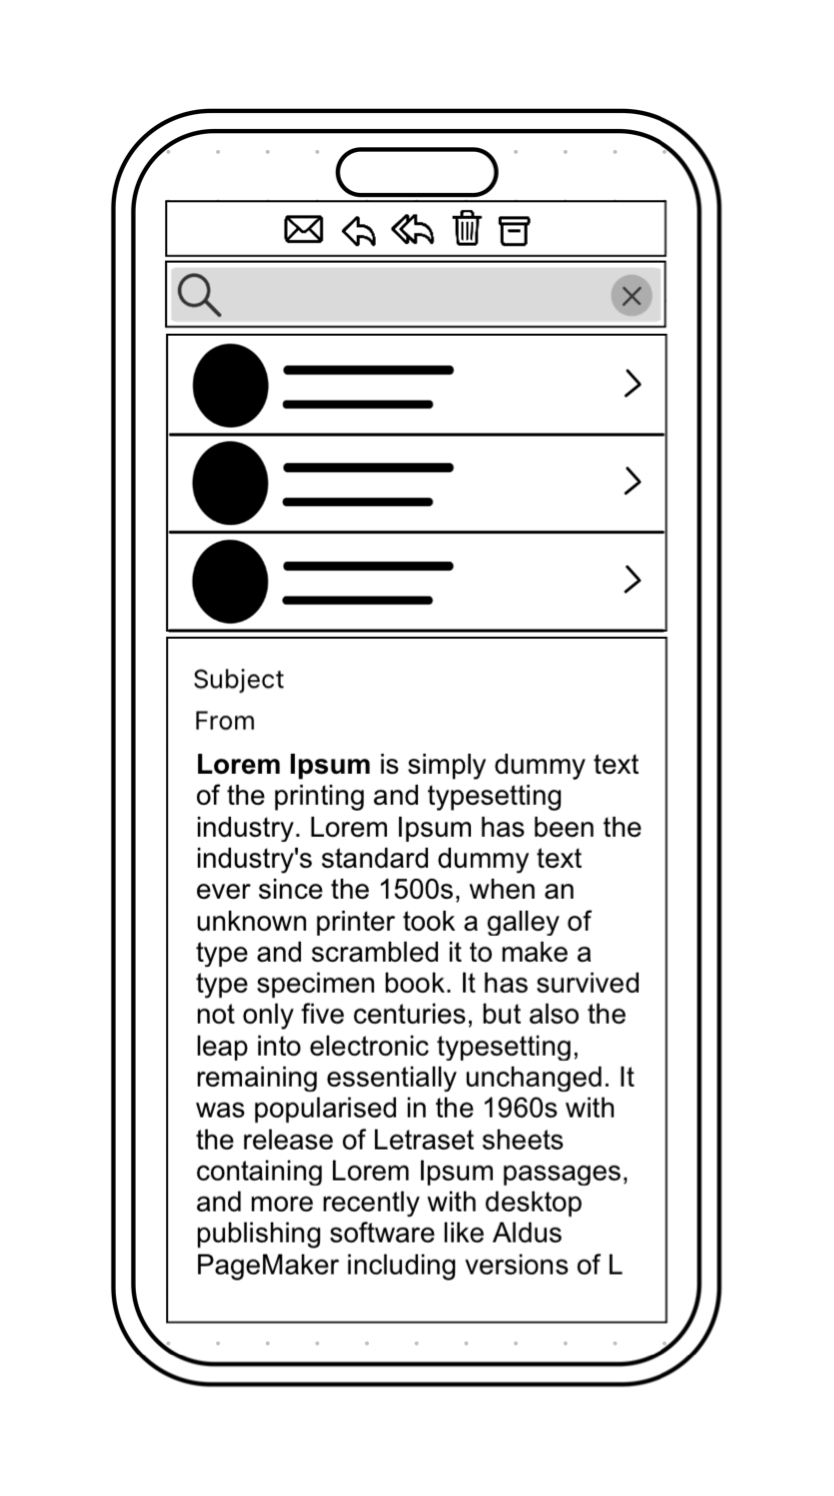 Subject
From
Lorem Ipsum is simply dummy text
of the printing and typesetting
industry. Lorem Ipsum has been the
industry's standard dummy text
ever since the 1500s, when an
unknown printer took a galley of
type and scrambled it to make a
type specimen book. It has survived
not only five centuries, but also the
leap into electronic typesetting,
remaining essentially unchanged. It
was popularised in the 1960s with
the release of Letraset sheets
containing Lorem Ipsum passages,
and more recently with desktop
publishing software like Aldus
PageMaker including versions of L